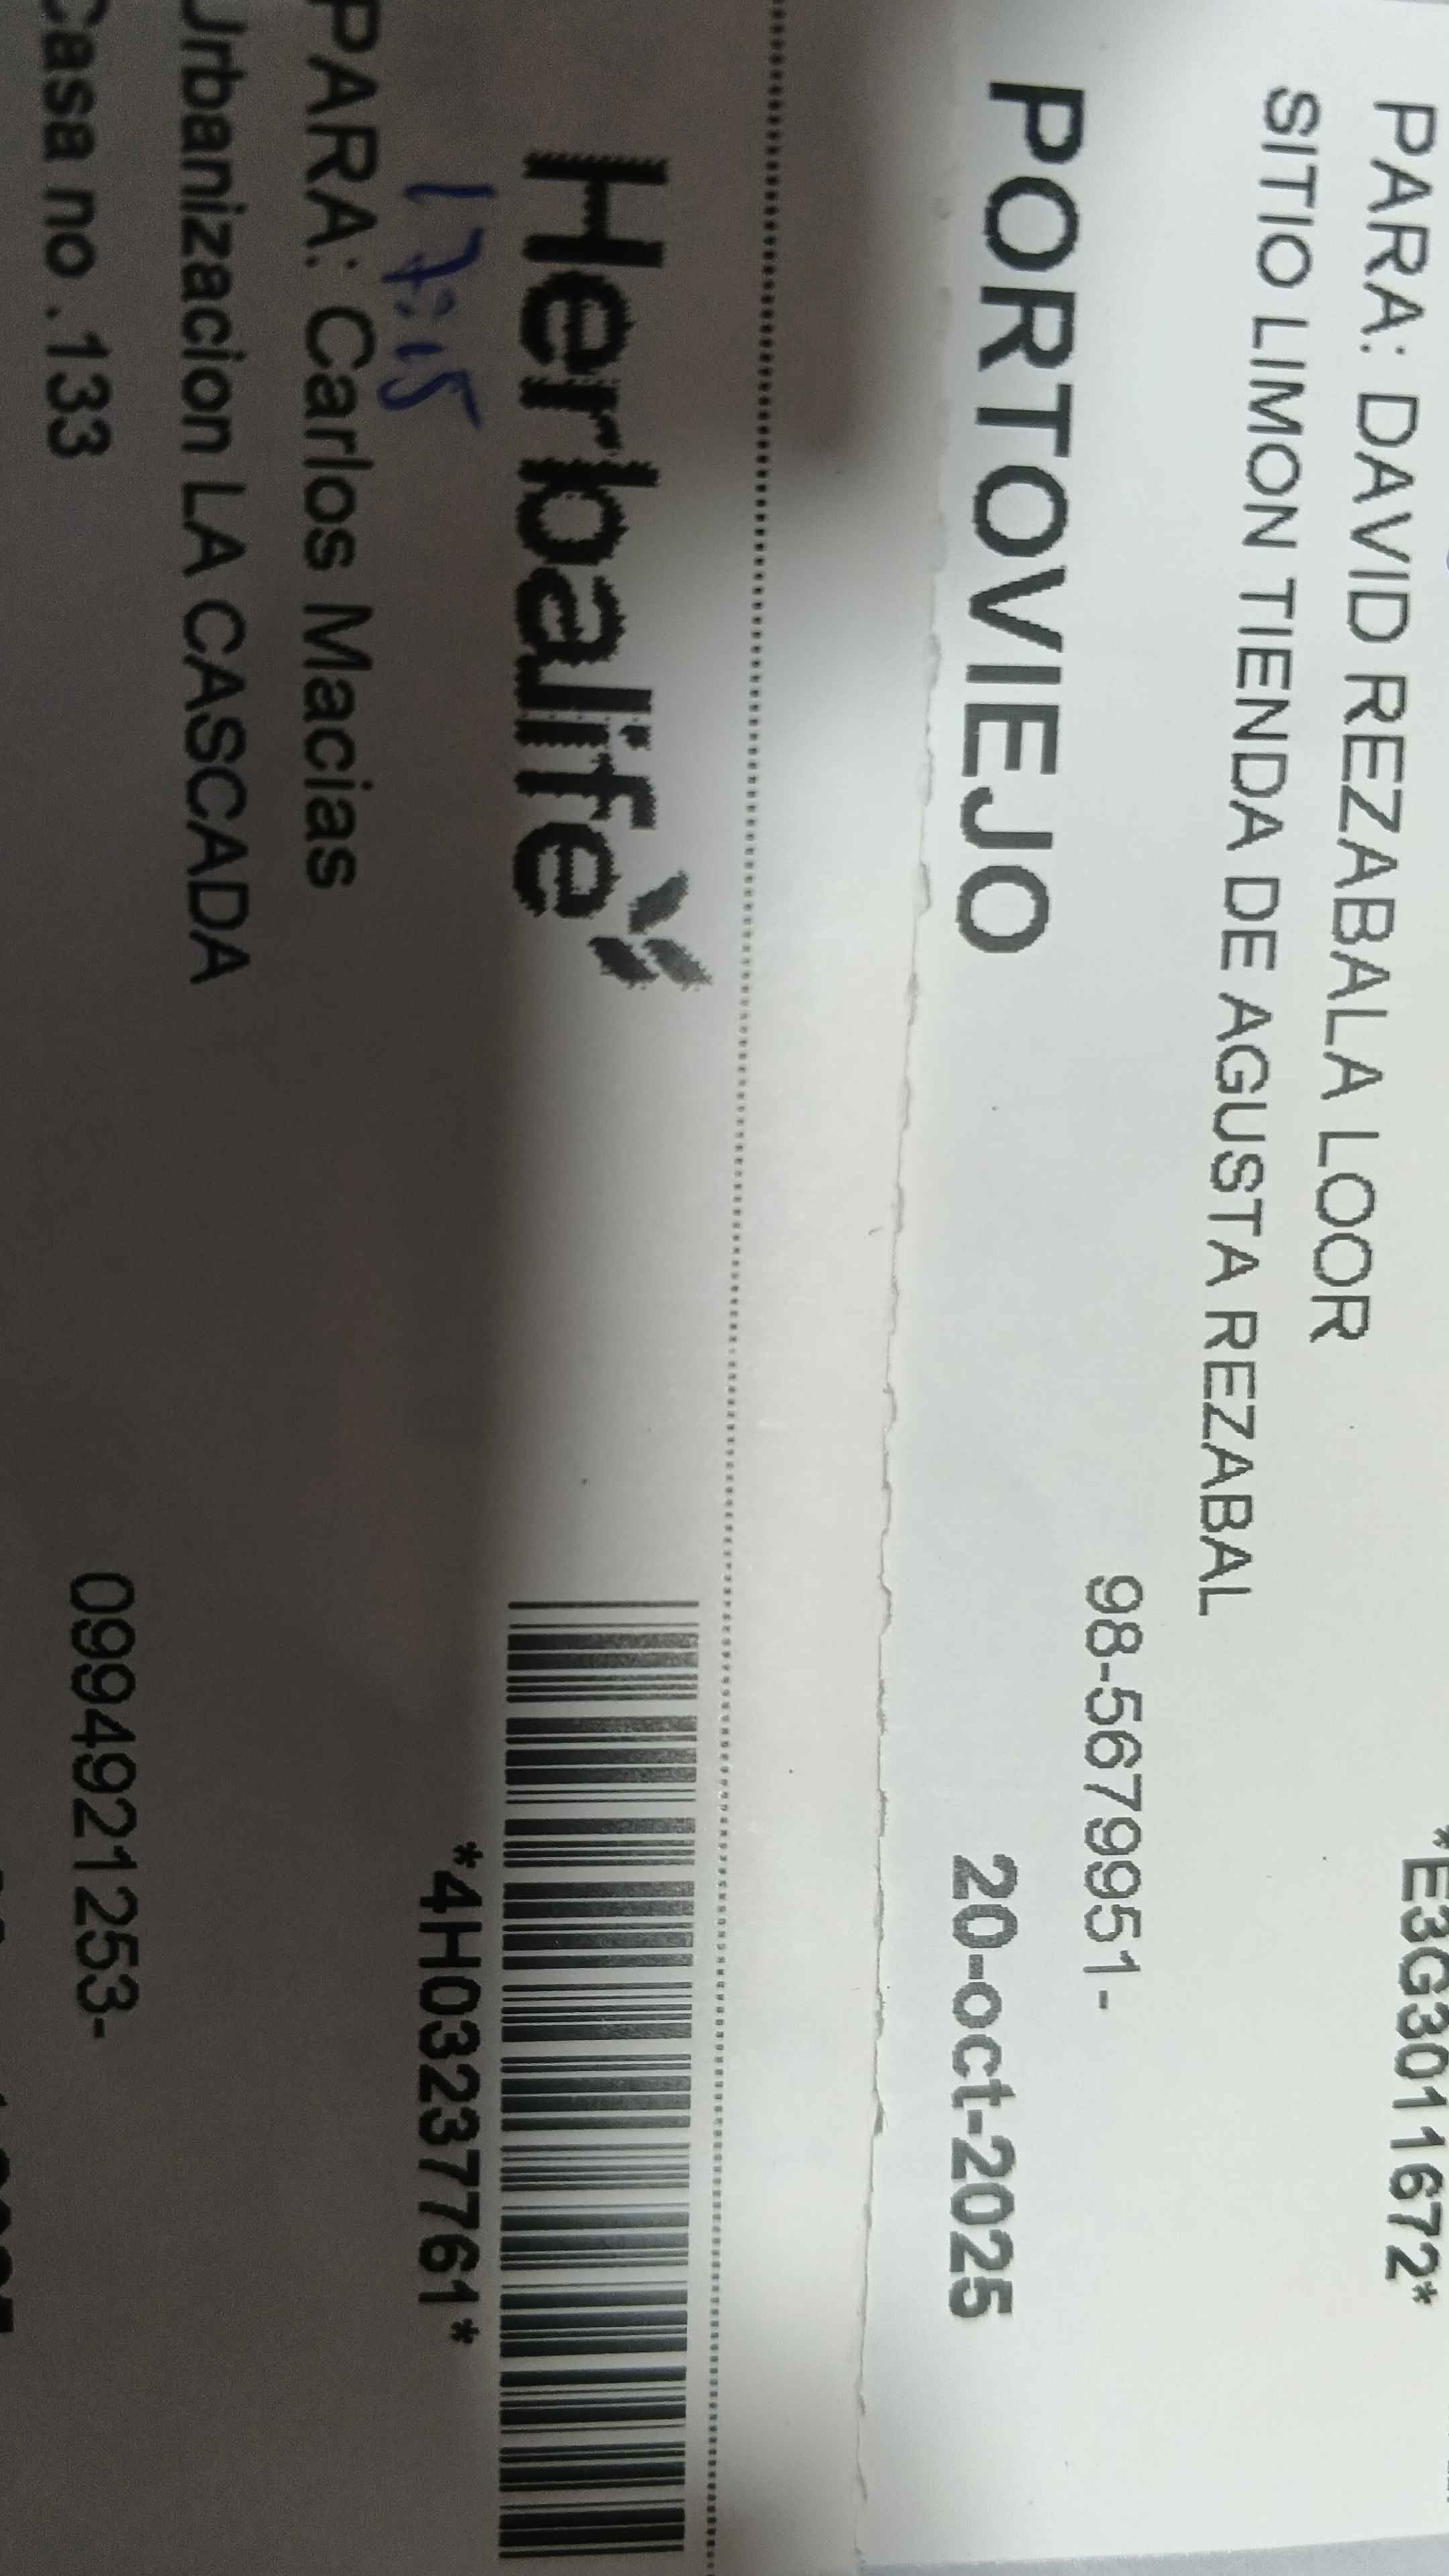 *E3G3011672*
PARA: DAVID REZABALA LOOR
SITIO LIMON TIENDA DE AGUSTA REZABAL
98-5679951-
PORTOVIEJO
20-oct-2025
Herbalife
*4H0323761*
17:15
PARA: Carlos Macias
Urbanizacion LA CASCADA
Casa no .133
0994921253-